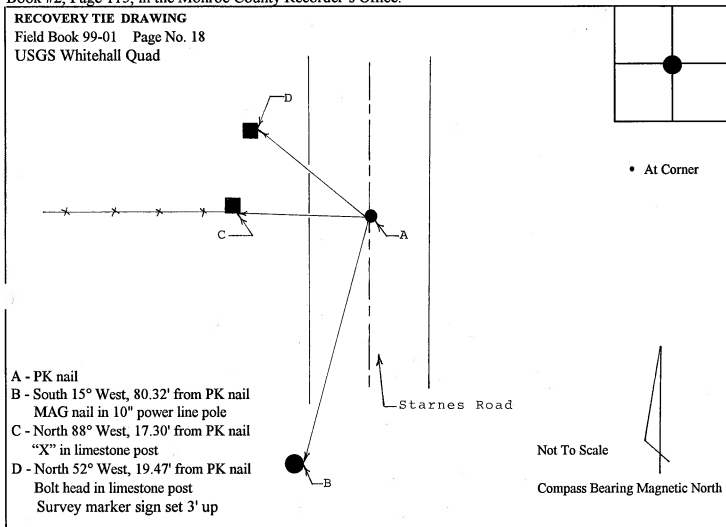 Book #2, Page 115, in the Monroe County Recorder's Office.
RECOVERY TIE DRAWING
Field Book 99-01 Page No. 18
USGS Whitehall Quad
D
• At Corner
C
A
A - PK nail
B - South 15° West, 80.32' from PK nail
MAG nail in 10" power line pole
C - North 88° West, 17.30' from PK nail
“X” in limestone post
D - North 52° West, 19.47' from PK nail
Bolt head in limestone post
Survey marker sign set 3' up
Starnes Road
B
Not To Scale
Compass Bearing Magnetic North